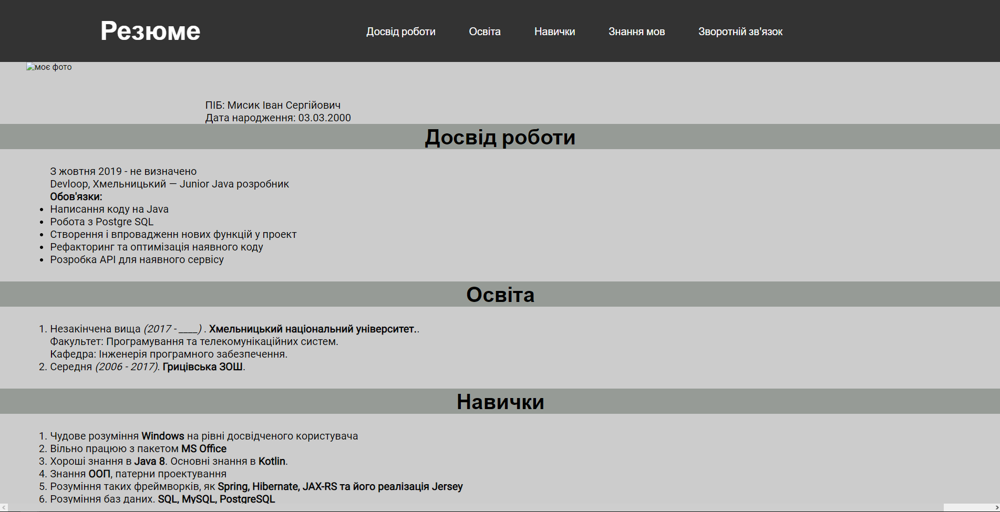 Резюме
Досвід роботи Освіта Навички Знання мов Зворотній зв'язок
моє фото
ПІБ: Мисик Іван Сергійович
Дата народження: 03.03.2000
Досвід роботи
З жовтня 2019 - не визначено
Devloop, Хмельницький — Junior Java розробник
Обов'язки:
• Написання коду на Java
• Робота з Postgre SQL
• Створення і впровадженн нових функцій у проект
• Рефакторинг та оптимізація наявного коду
• Розробка АРІ для наявного сервісу
Освіта
1. Незакінчена вища (2017 - ____) . Хмельницький національний університет..
Факультет: Програмування та телекомунікаційних систем.
Кафедра: Інженерія програмного забезпечення.
2. Середня (2006 - 2017). Грицівська ЗОШ.
Навички
1. Чудове розуміння Windows на рівні досвідченого користувача
2. Вільно працюю з пакетом MS Office
3. Хороші знання в Java 8. Основні знання в Kotlin.
4. Знання ООП, патерни проектування
5. Розуміння таких фреймворків, як Spring, Hibernate, JAX-RS та його реалізація Jersey
6. Розуміння баз даних. SQL, MySQL, PostgreSQL